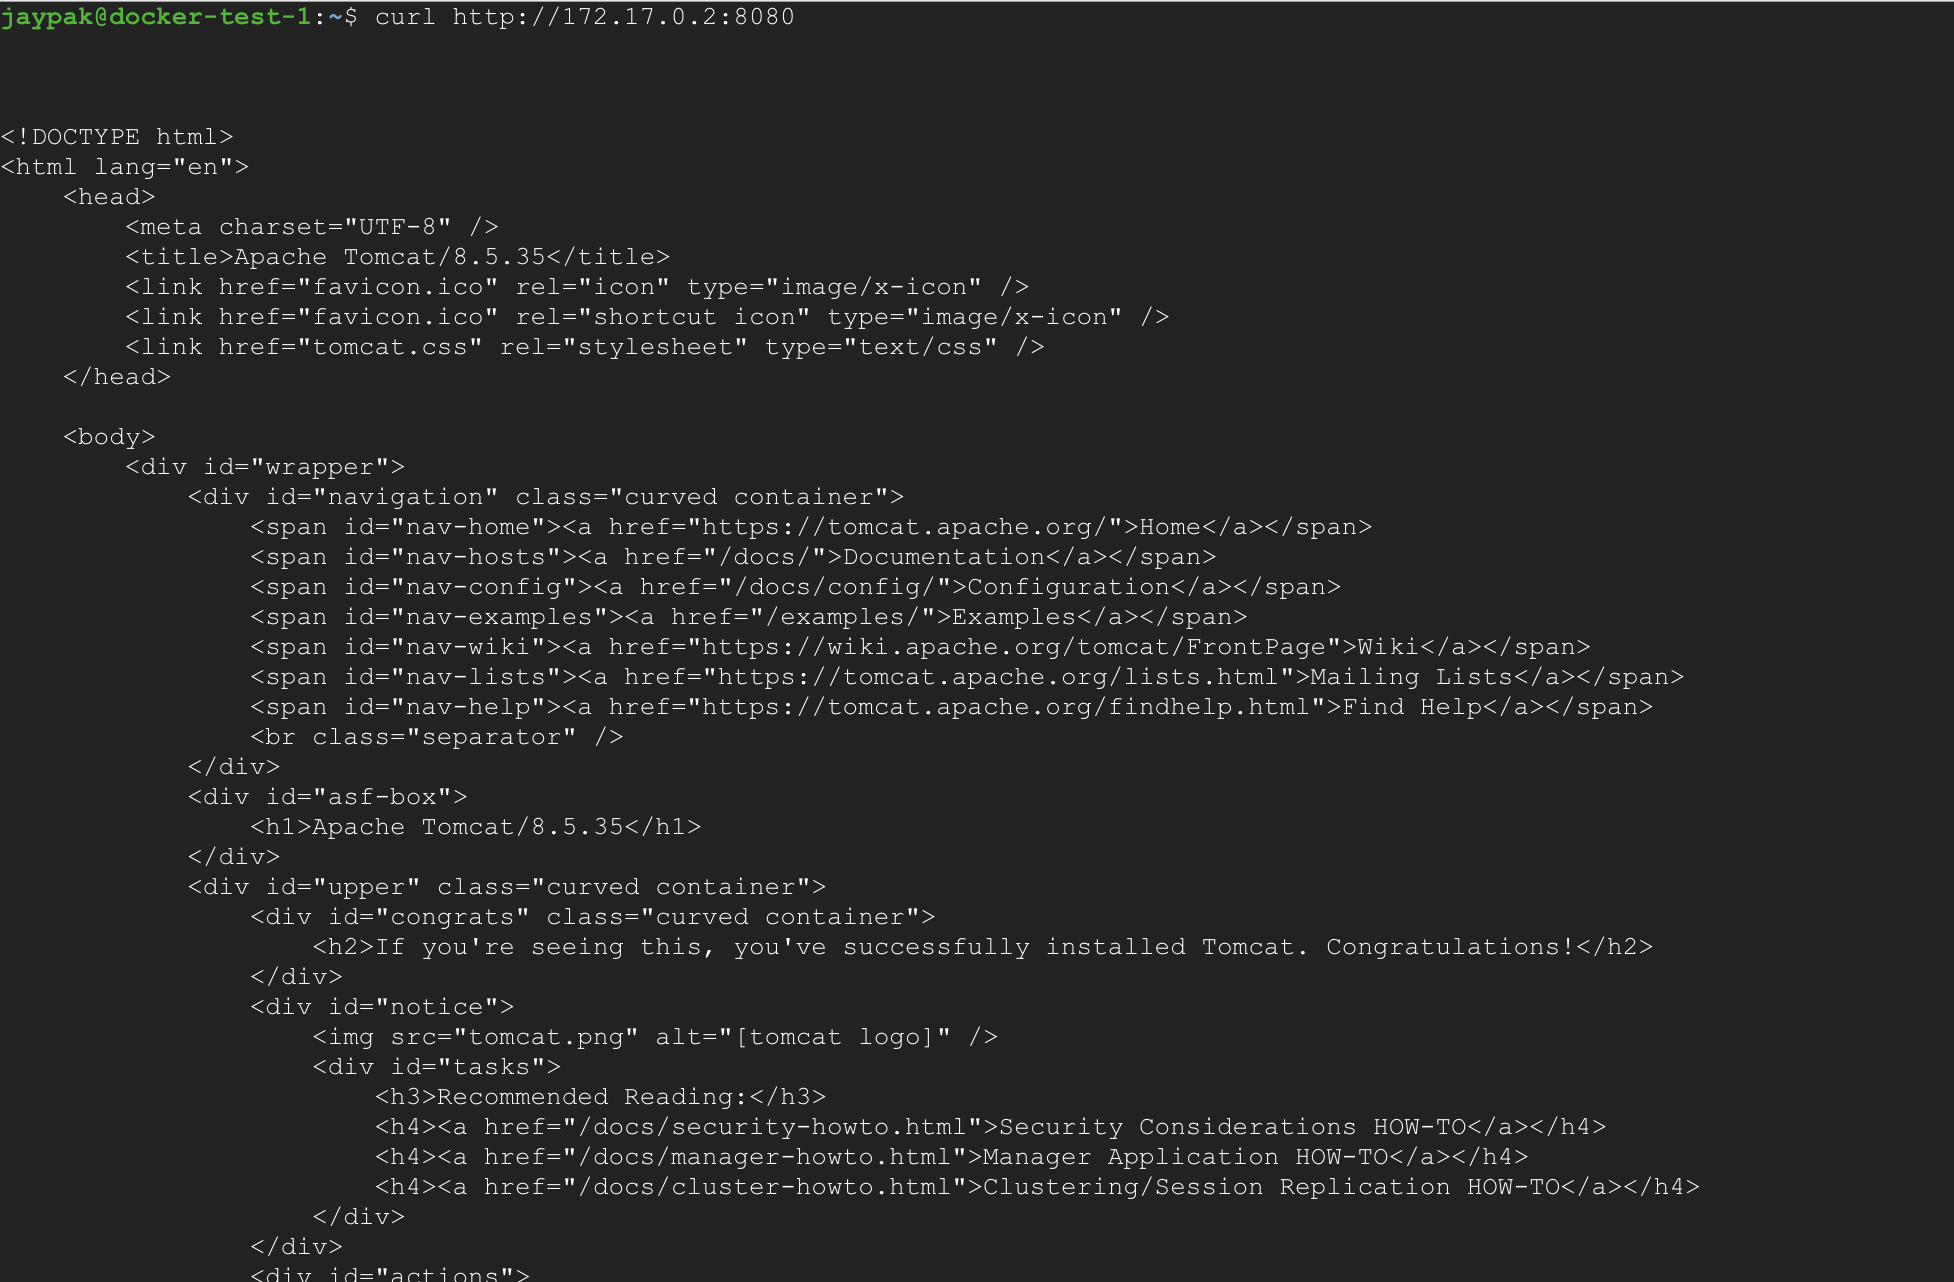 jaypak@docker-test-1:~$ curl http://172.17.0.2:8080
<!DOCTYPE html>
<html lang="en">
    <head>
        <meta charset="UTF-8" />
        <title>Apache Tomcat/8.5.35</title>
        <link href="favicon.ico" rel="icon" type="image/x-icon" />
        <link href="favicon.ico" rel="shortcut icon" type="image/x-icon" />
        <link href="tomcat.css" rel="stylesheet" type="text/css" />
    </head>
    <body>
        <div id="wrapper">
            <div id="navigation" class="curved container">
                <span id="nav-home"><a href="https://tomcat.apache.org/">Home</a></span>
                <span id="nav-hosts"><a href="/docs/">Documentation</a></span>
                <span id="nav-config"><a href="/docs/config/">Configuration</a></span>
                <span id="nav-examples"><a href="/examples/">Examples</a></span>
                <span id="nav-wiki"><a href="https://wiki.apache.org/tomcat/FrontPage">Wiki</a></span>
                <span id="nav-lists"><a href="https://tomcat.apache.org/lists.html">Mailing Lists</a></span>
                <span id="nav-help"><a href="https://tomcat.apache.org/findhelp.html">Find Help</a></span>
                <br class="separator" />
            </div>
            <div id="asf-box">
                <h1>Apache Tomcat/8.5.35</h1>
            </div>
            <div id="upper" class="curved container">
                <div id="congrats" class="curved container">
                    <h2>If you're seeing this, you've successfully installed Tomcat. Congratulations!</h2>
                </div>
                <div id="notice">
                    <img src="tomcat.png" alt="[tomcat logo]" />
                    <div id="tasks">
                        <h3>Recommended Reading:</h3>
                        <h4><a href="/docs/security-howto.html">Security Considerations HOW-TO</a></h4>
                        <h4><a href="/docs/manager-howto.html">Manager Application HOW-TO</a></h4>
                        <h4><a href="/docs/cluster-howto.html">Clustering/Session Replication HOW-TO</a></h4>
                    </div>
                </div>
                <div id="actions">